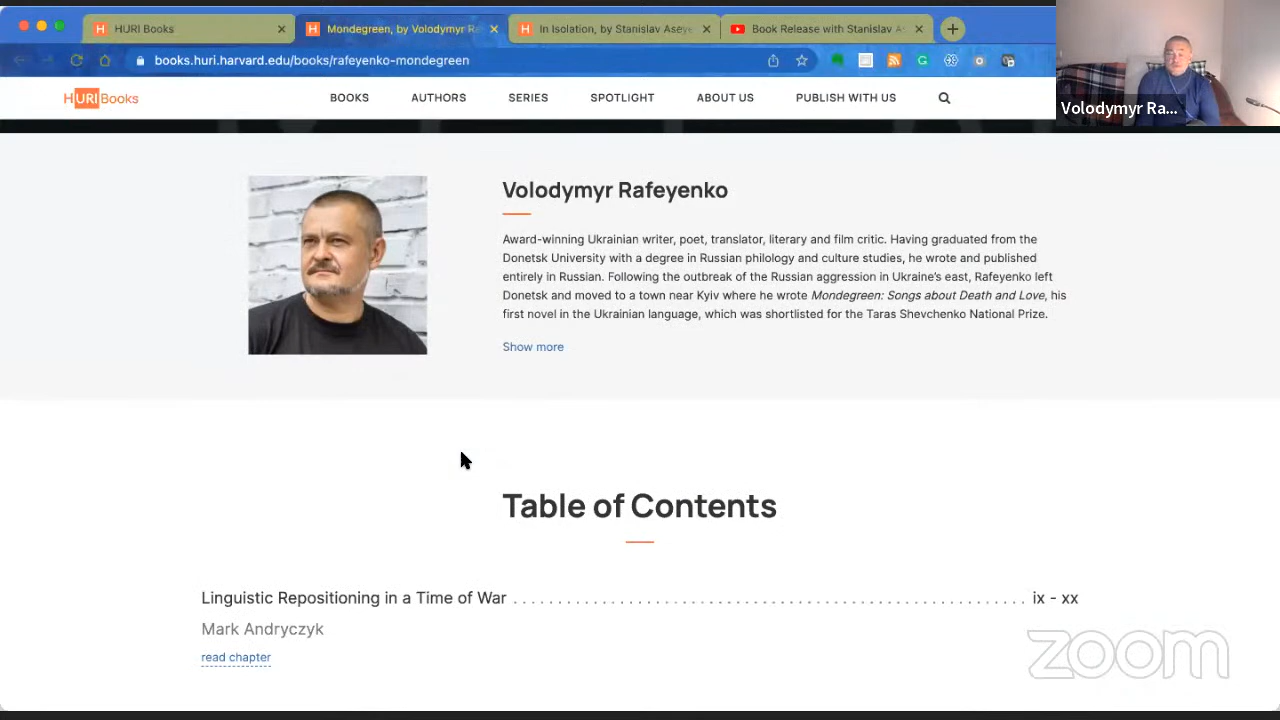 HURI Books
Mondegreen, by Volodymyr Ra
In Isolation, by Stanislav Aseye
Book Release with Stanislav A
books.huri.harvard.edu/books/rafeyenko-mondegreen
HURI Books
BOOKS
AUTHORS
SERIES
SPOTLIGHT
ABOUT US
PUBLISH WITH US
Volodymyr Ra...
Volodymyr Rafeyenko
Award-winning Ukrainian writer, poet, translator, literary and film critic. Having graduated from the
Donetsk University with a degree in Russian philology and culture studies, he wrote and published
entirely in Russian. Following the outbreak of the Russian aggression in Ukraine's east, Rafeyenko left
Donetsk and moved to a town near Kyiv where he wrote Mondegreen: Songs about Death and Love, his
first novel in the Ukrainian language, which was shortlisted for the Taras Shevchenko National Prize.
Show more
Table of Contents
Linguistic Repositioning in a Time of War ix - xx
Mark Andryczyk
read chapter
zoom